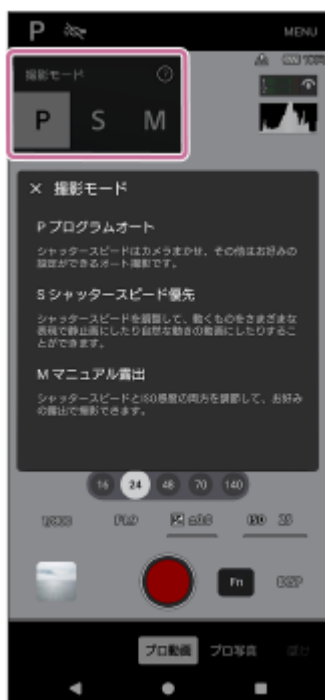 P
MENU
撮影モード
?
P S M
× 撮影モード
P プログラムオート
シャッタースピードはカメラまかせ、その他はお好みの
設定ができるオート撮影です。
S シャッタースピード優先
シャッタースピードを調整して、動くものをさまざまな
表現で静止画にしたり自然な動きの動画にしたりするこ
とができます。
M マニュアル露出
シャッタースピードとISO感度の両方を調節して、お好み
の露出で撮影できます。
16 24 48 70 140
±0.0 ISO
Fn DISP
プロ動画 プロ写真 ぼけ